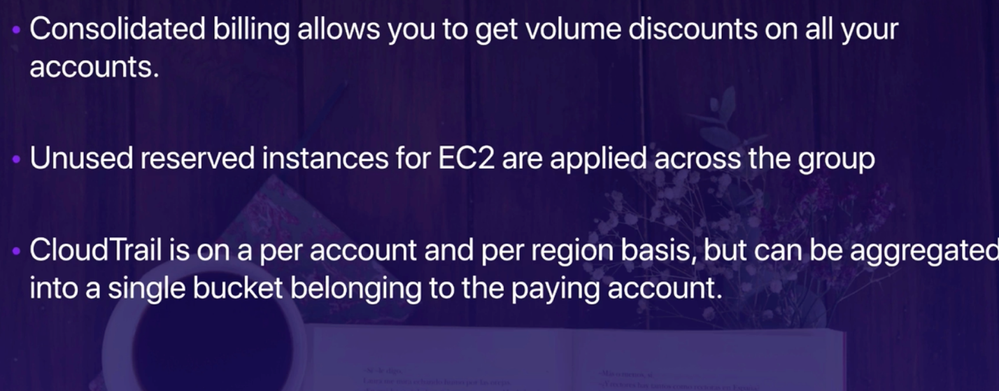 • Consolidated billing allows you to get volume discounts on all your
accounts.
• Unused reserved instances for EC2 are applied across the group
• CloudTrail is on a per account and per region basis, but can be aggregated
into a single bucket belonging to the paying account.